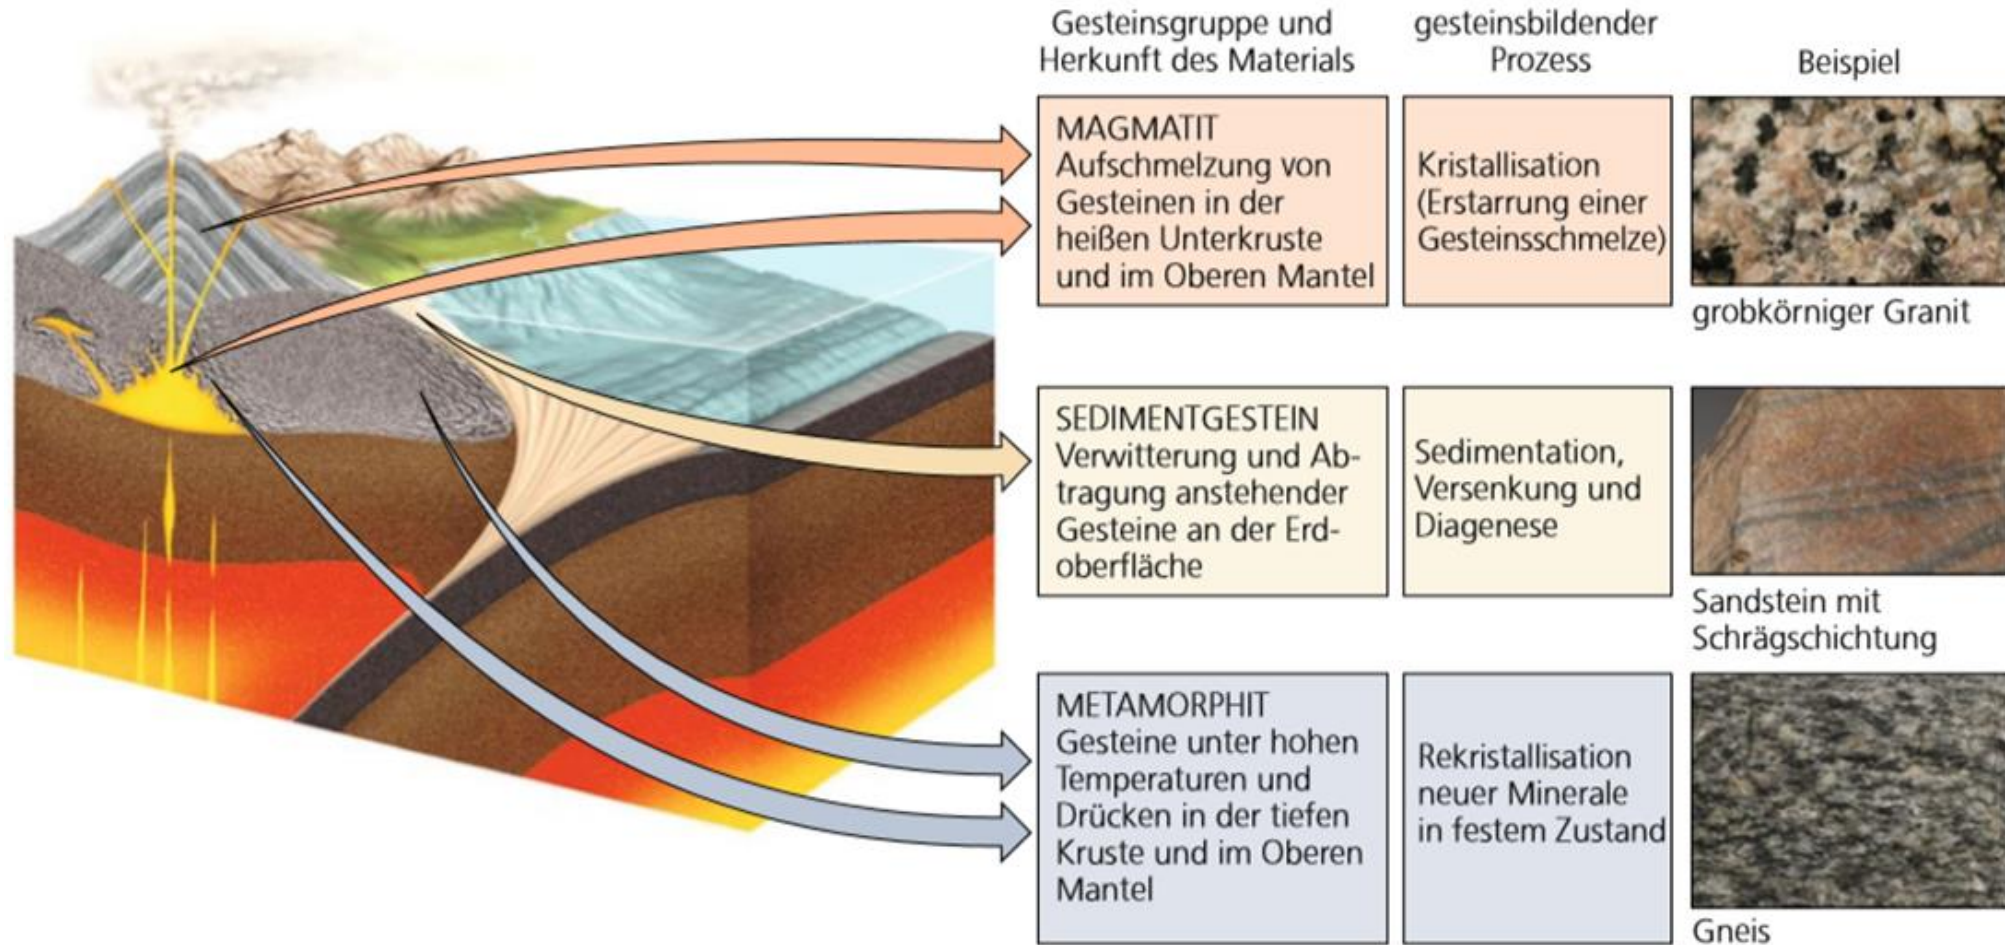 Gesteinsgruppe und
Herkunft des Materials
gesteinsbildender
Prozess
Beispiel
MAGMATIT
Aufschmelzung von
Gesteinen in der
heißen Unterkruste
und im Oberen Mantel
Kristallisation
(Erstarrung einer
Gesteinsschmelze)
grobkörniger Granit
SEDIMENTGESTEIN
Verwitterung und Ab-
tragung anstehender
Gesteine an der Erd-
oberfläche
Sedimentation,
Versenkung und
Diagenese
Sandstein mit
Schrägschichtung
METAMORPHIT
Gesteine unter hohen
Temperaturen und
Drücken in der tiefen
Kruste und im Oberen
Mantel
Rekristallisation
neuer Minerale
in festem Zustand
Gneis